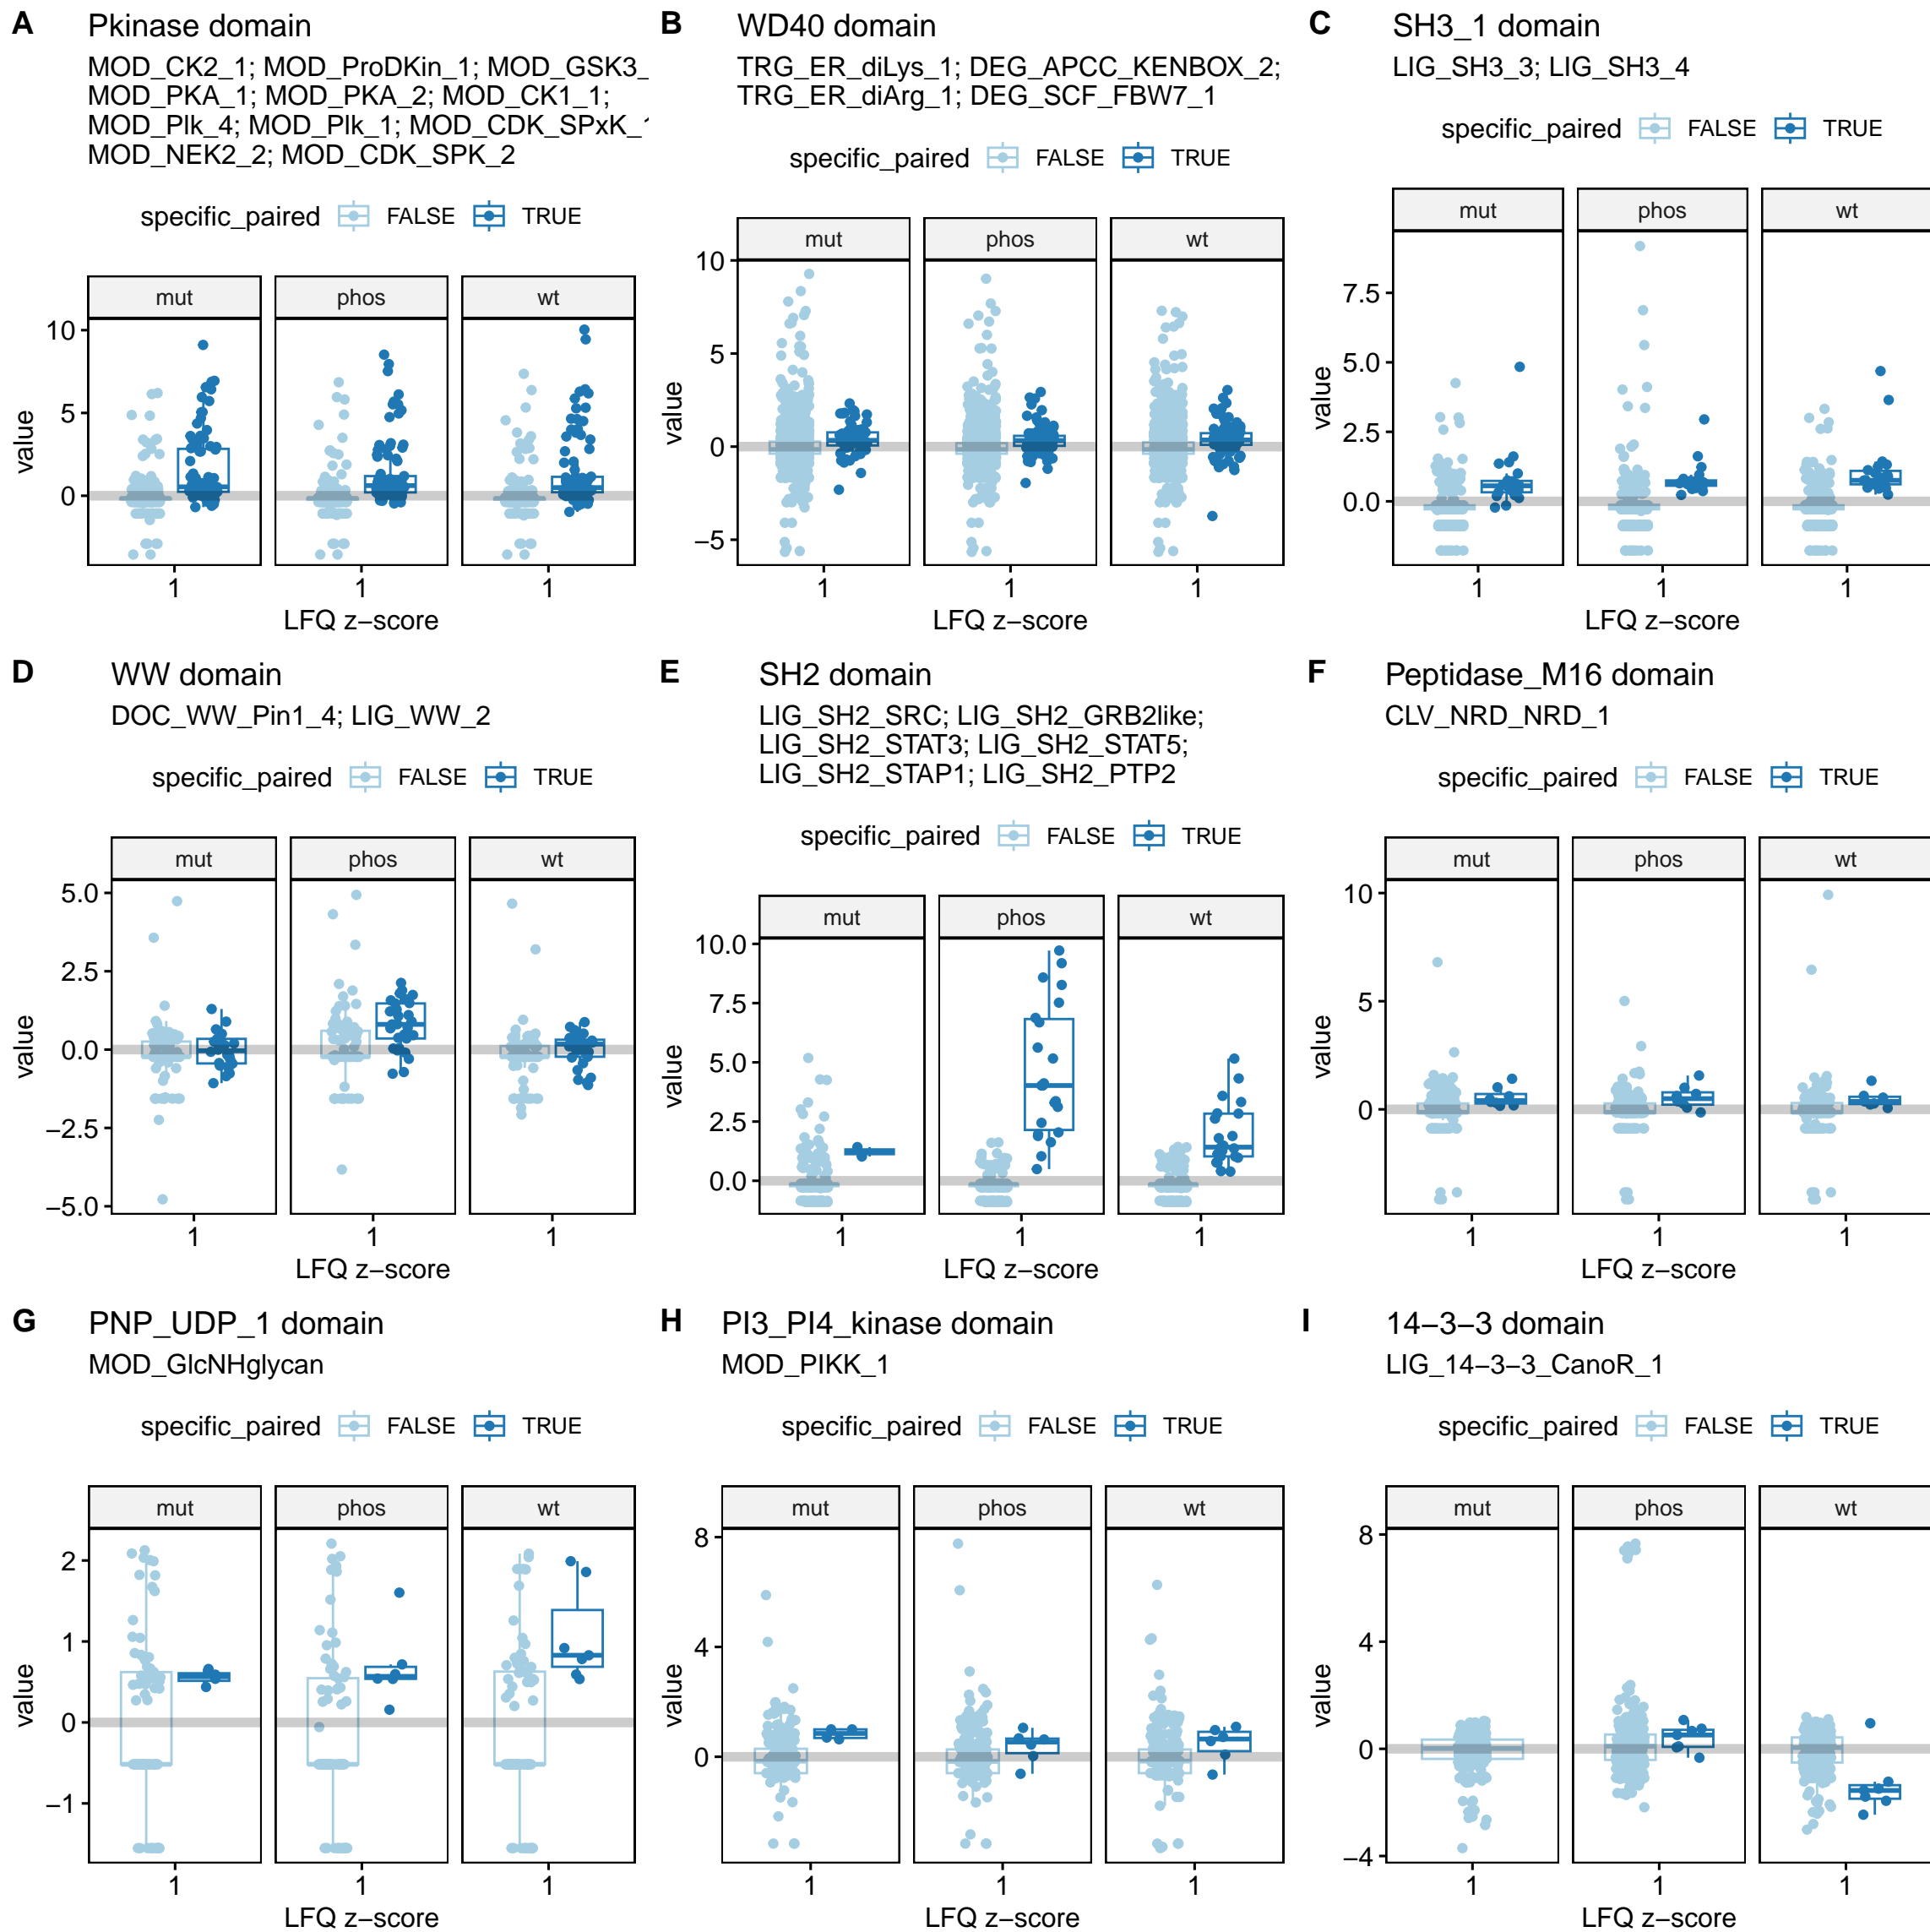 A Pkinase domain
MOD_CK2_1; MOD_ProDKin_1; MOD_GSK3_
MOD_PKA_1; MOD_PKA_2; MOD_CK1_1;
MOD_Plk_4; MOD_Plk_1; MOD_CDK_SPxK_
MOD_NEK2_2; MOD_CDK_SPK_2
specific_paired FALSE TRUE
mut phos wt
10
5
0
value
1 1 1
LFQ z−score
B WD40 domain
TRG_ER_diLys_1; DEG_APCC_KENBOX_2;
TRG_ER_diArg_1; DEG_SCF_FBW7_1
specific_paired FALSE TRUE
mut phos wt
10
5
0
−5
value
1 1 1
LFQ z−score
C SH3_1 domain
LIG_SH3_3; LIG_SH3_4
specific_paired FALSE TRUE
mut phos wt
7.5
5.0
2.5
0.0
value
1 1 1
LFQ z−score
D WW domain
DOC_WW_Pin1_4; LIG_WW_2
specific_paired FALSE TRUE
mut phos wt
5.0
2.5
0.0
−2.5
−5.0
value
1 1 1
LFQ z−score
E SH2 domain
LIG_SH2_SRC; LIG_SH2_GRB2like;
LIG_SH2_STAT3; LIG_SH2_STAT5;
LIG_SH2_STAP1; LIG_SH2_PTP2
specific_paired FALSE TRUE
mut phos wt
10.0
7.5
5.0
2.5
0.0
value
1 1 1
LFQ z−score
F Peptidase_M16 domain
CLV_NRD_NRD_1
specific_paired FALSE TRUE
mut phos wt
10
5
0
value
1 1 1
LFQ z−score
G PNP_UDP_1 domain
MOD_GlcNHglycan
specific_paired FALSE TRUE
mut phos wt
2
1
0
−1
value
1 1 1
LFQ z−score
H PI3_PI4_kinase domain
MOD_PIKK_1
specific_paired FALSE TRUE
mut phos wt
8
4
0
value
1 1 1
LFQ z−score
I 14−3−3 domain
LIG_14−3−3_CanoR_1
specific_paired FALSE TRUE
mut phos wt
8
4
0
−4
value
1 1 1
LFQ z−score